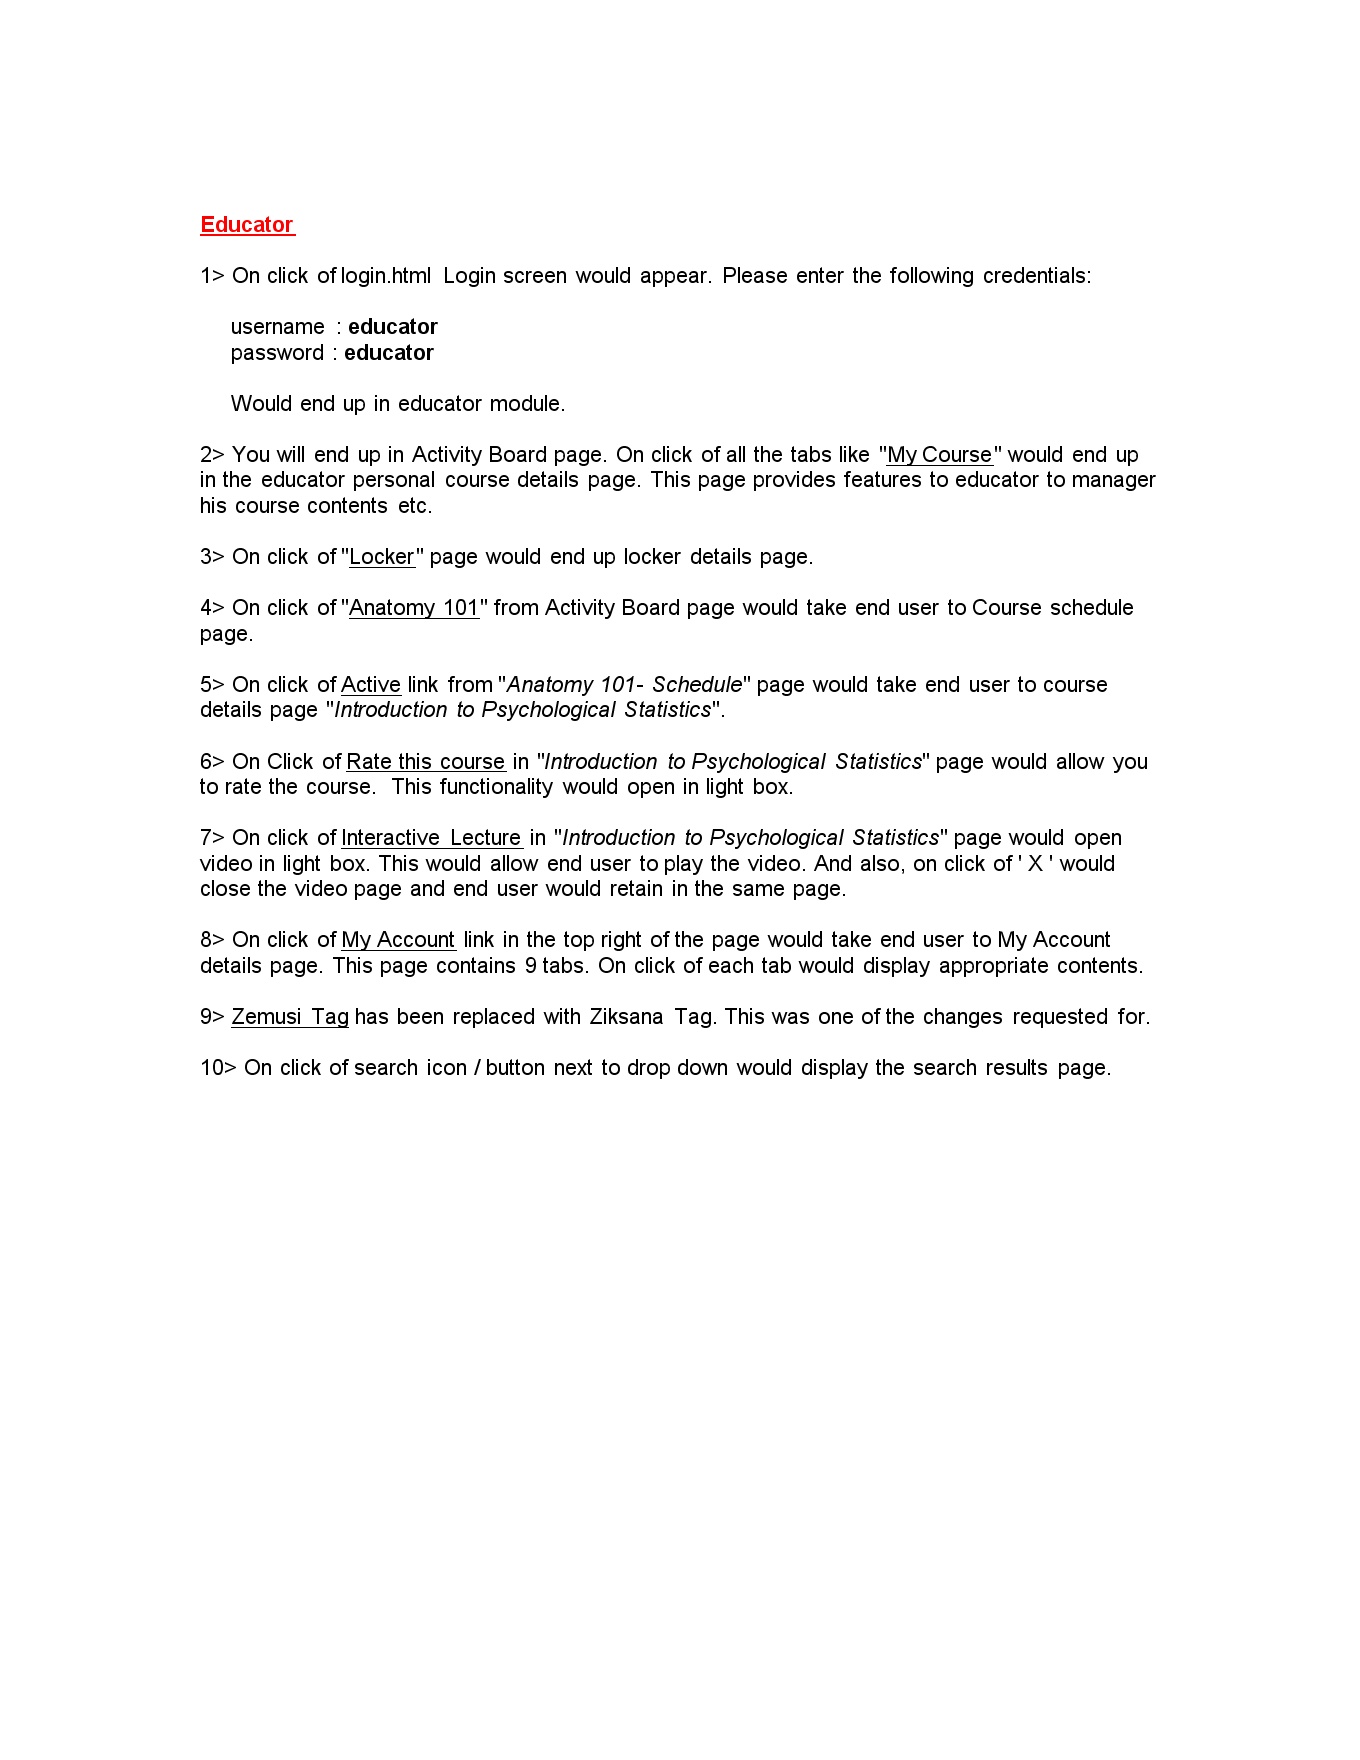 Educator
1> On click of login.html Login screen would appear. Please enter the following credentials:
username : educator
password : educator
Would end up in educator module.
2> You will end up in Activity Board page. On click of all the tabs like "My Course" would end up
in the educator personal course details page. This page provides features to educator to manager
his course contents etc.
3> On click of "Locker" page would end up locker details page.
4> On click of "Anatomy 101" from Activity Board page would take end user to Course schedule
page.
5> On click of Active link from "Anatomy 101- Schedule" page would take end user to course
details page "Introduction to Psychological Statistics".
6> On Click of Rate this course in "Introduction to Psychological Statistics" page would allow you
to rate the course. This functionality would open in light box.
7> On click of Interactive Lecture in "Introduction to Psychological Statistics" page would open
video in light box. This would allow end user to play the video. And also, on click of ' X ' would
close the video page and end user would retain in the same page.
8> On click of My Account link in the top right of the page would take end user to My Account
details page. This page contains 9 tabs. On click of each tab would display appropriate contents.
9> Zemusi Tag has been replaced with Ziksana Tag. This was one of the changes requested for.
10> On click of search icon / button next to drop down would display the search results page.